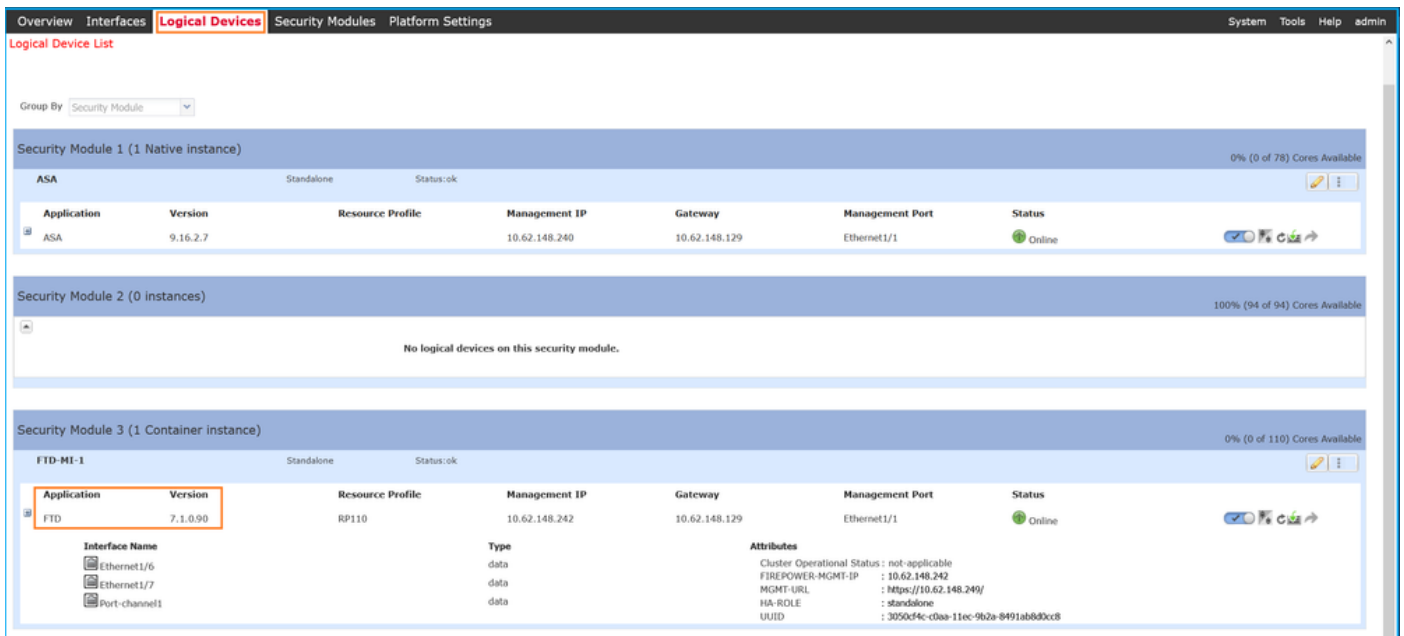 Overview Interfaces Logical Devices Security Modules Platform Settings System Tools Help admin
Logical Device List
Group By Security Module
Security Module 1 (1 Native instance) 0% (0 of 78) Cores Available
ASA Standalone Status:ok
Application Version Resource Profile Management IP Gateway Management Port Status
ASA 9.16.2.7 10.62.148.240 10.62.148.129 Ethernet1/1 Online
Security Module 2 (0 instances) 100% (94 of 94) Cores Available
No logical devices on this security module.
Security Module 3 (1 Container instance) 0% (0 of 110) Cores Available
FTD-MI-1 Standalone Status:ok
Application Version Resource Profile Management IP Gateway Management Port Status
FTD 7.1.0.90 RP110 10.62.148.242 10.62.148.129 Ethernet1/1 Online
Interface Name Type Attributes
Ethernet1/6 data Cluster Operational Status : not-applicable
FIREPOWER-MGMT-IP : 10.62.148.242
Ethernet1/7 data MGMT-URL : https://10.62.148.249/
Port-channel1 data HA-ROLE : standalone
UUID : 3050cf4c-c0aa-11ec-9b2a-8491ab8d0cc8